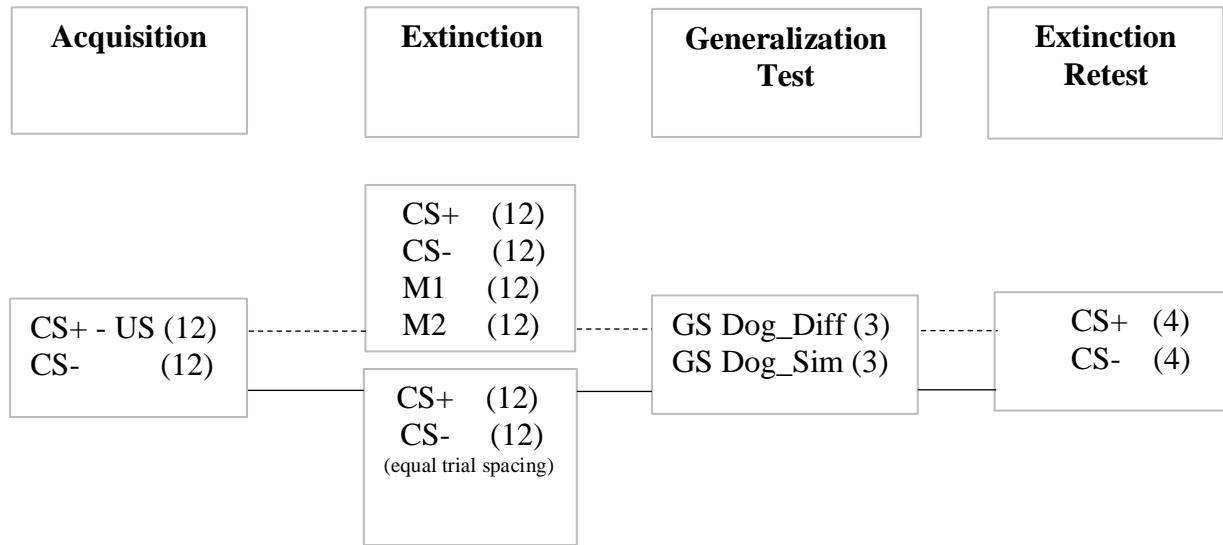 Acquisition
Extinction
Generalization
Test
Extinction
Retest
CS+ - US (12)
CS- (12)
CS+ (12)
CS- (12)
M1 (12)
M2 (12)
CS+ (12)
CS- (12)
(equal trial spacing)
GS Dog_Diff (3)
GS Dog_Sim (3)
CS+ (4)
CS- (4)